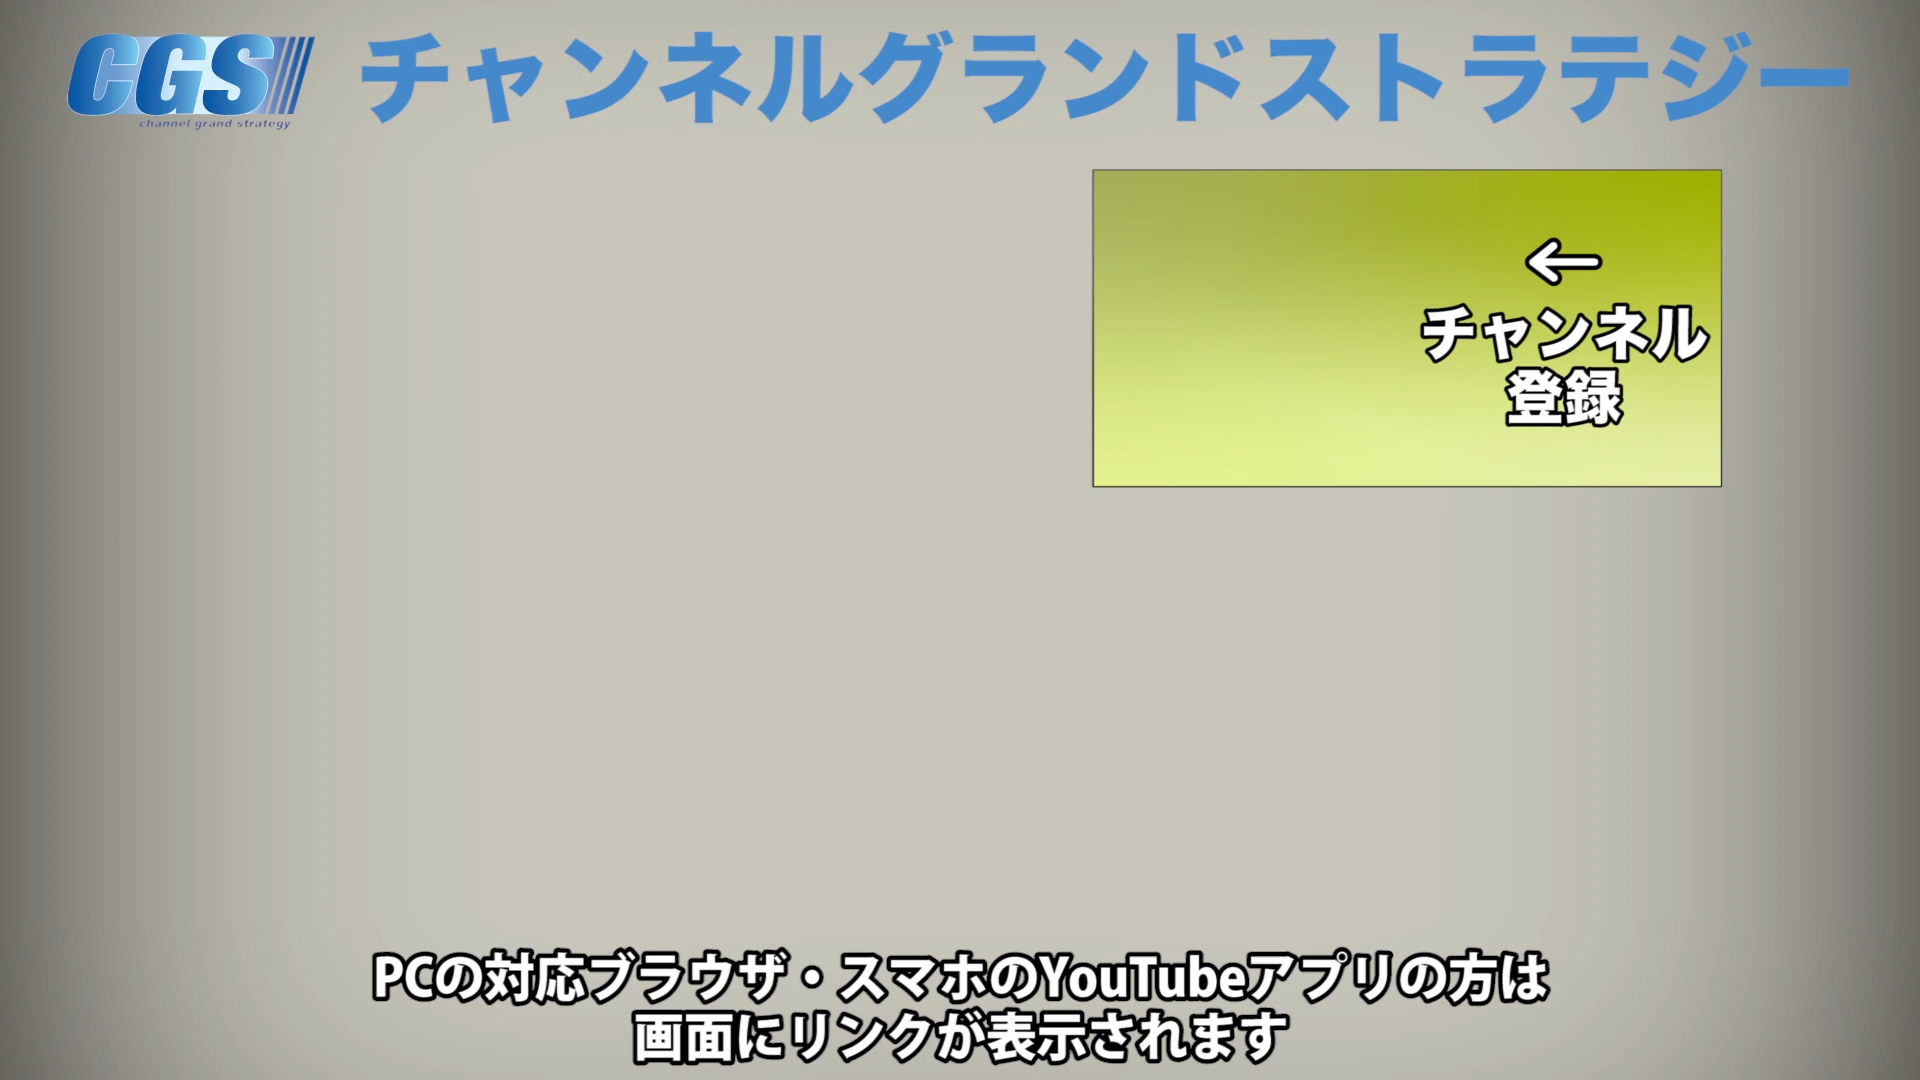 CGS
channel grand strategy
チャンネルグランドストラテジー
←
チャンネル
登録
PCの対応ブラウザ・スマホのYouTubeアプリの方は
画面にリンクが表示されます